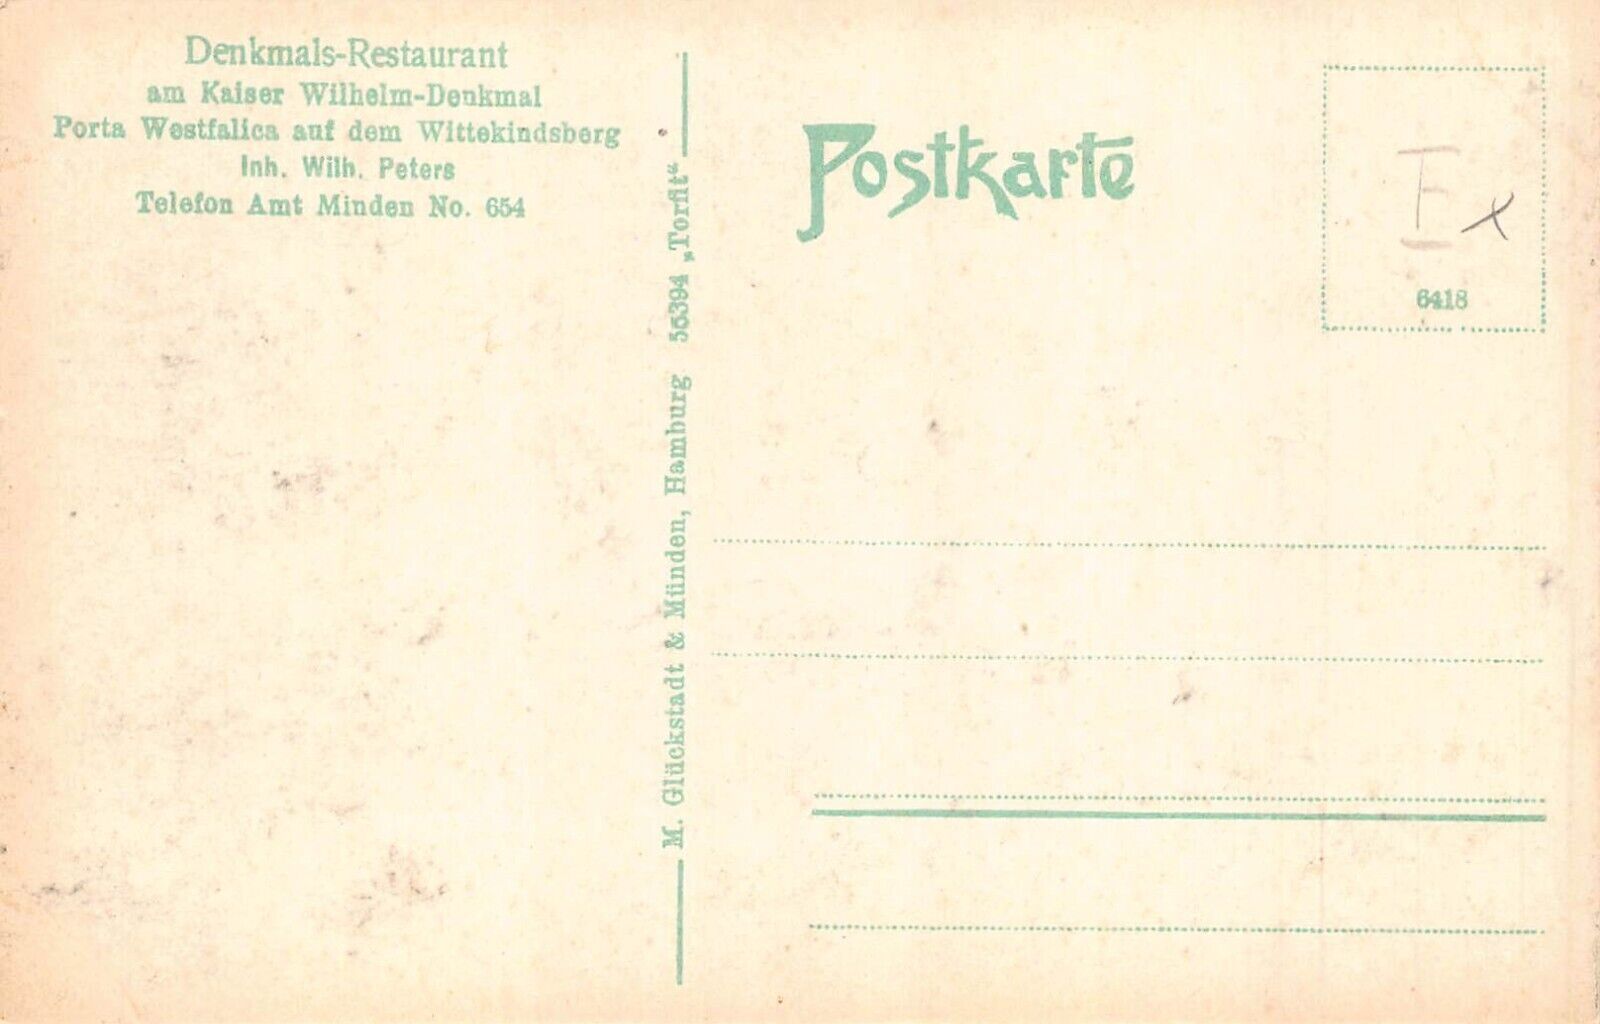 Denkmals-Restaurant
am Kaiser Wilhelm-Denkmal
Porta Westfalica auf dem Wittekindsberg
Inh. Wilh. Peters
Telefon Amt Minden No. 654
M. Glückstadt & Münden, Hamburg 56394 „Torfit“
Postkarte
E x
6418